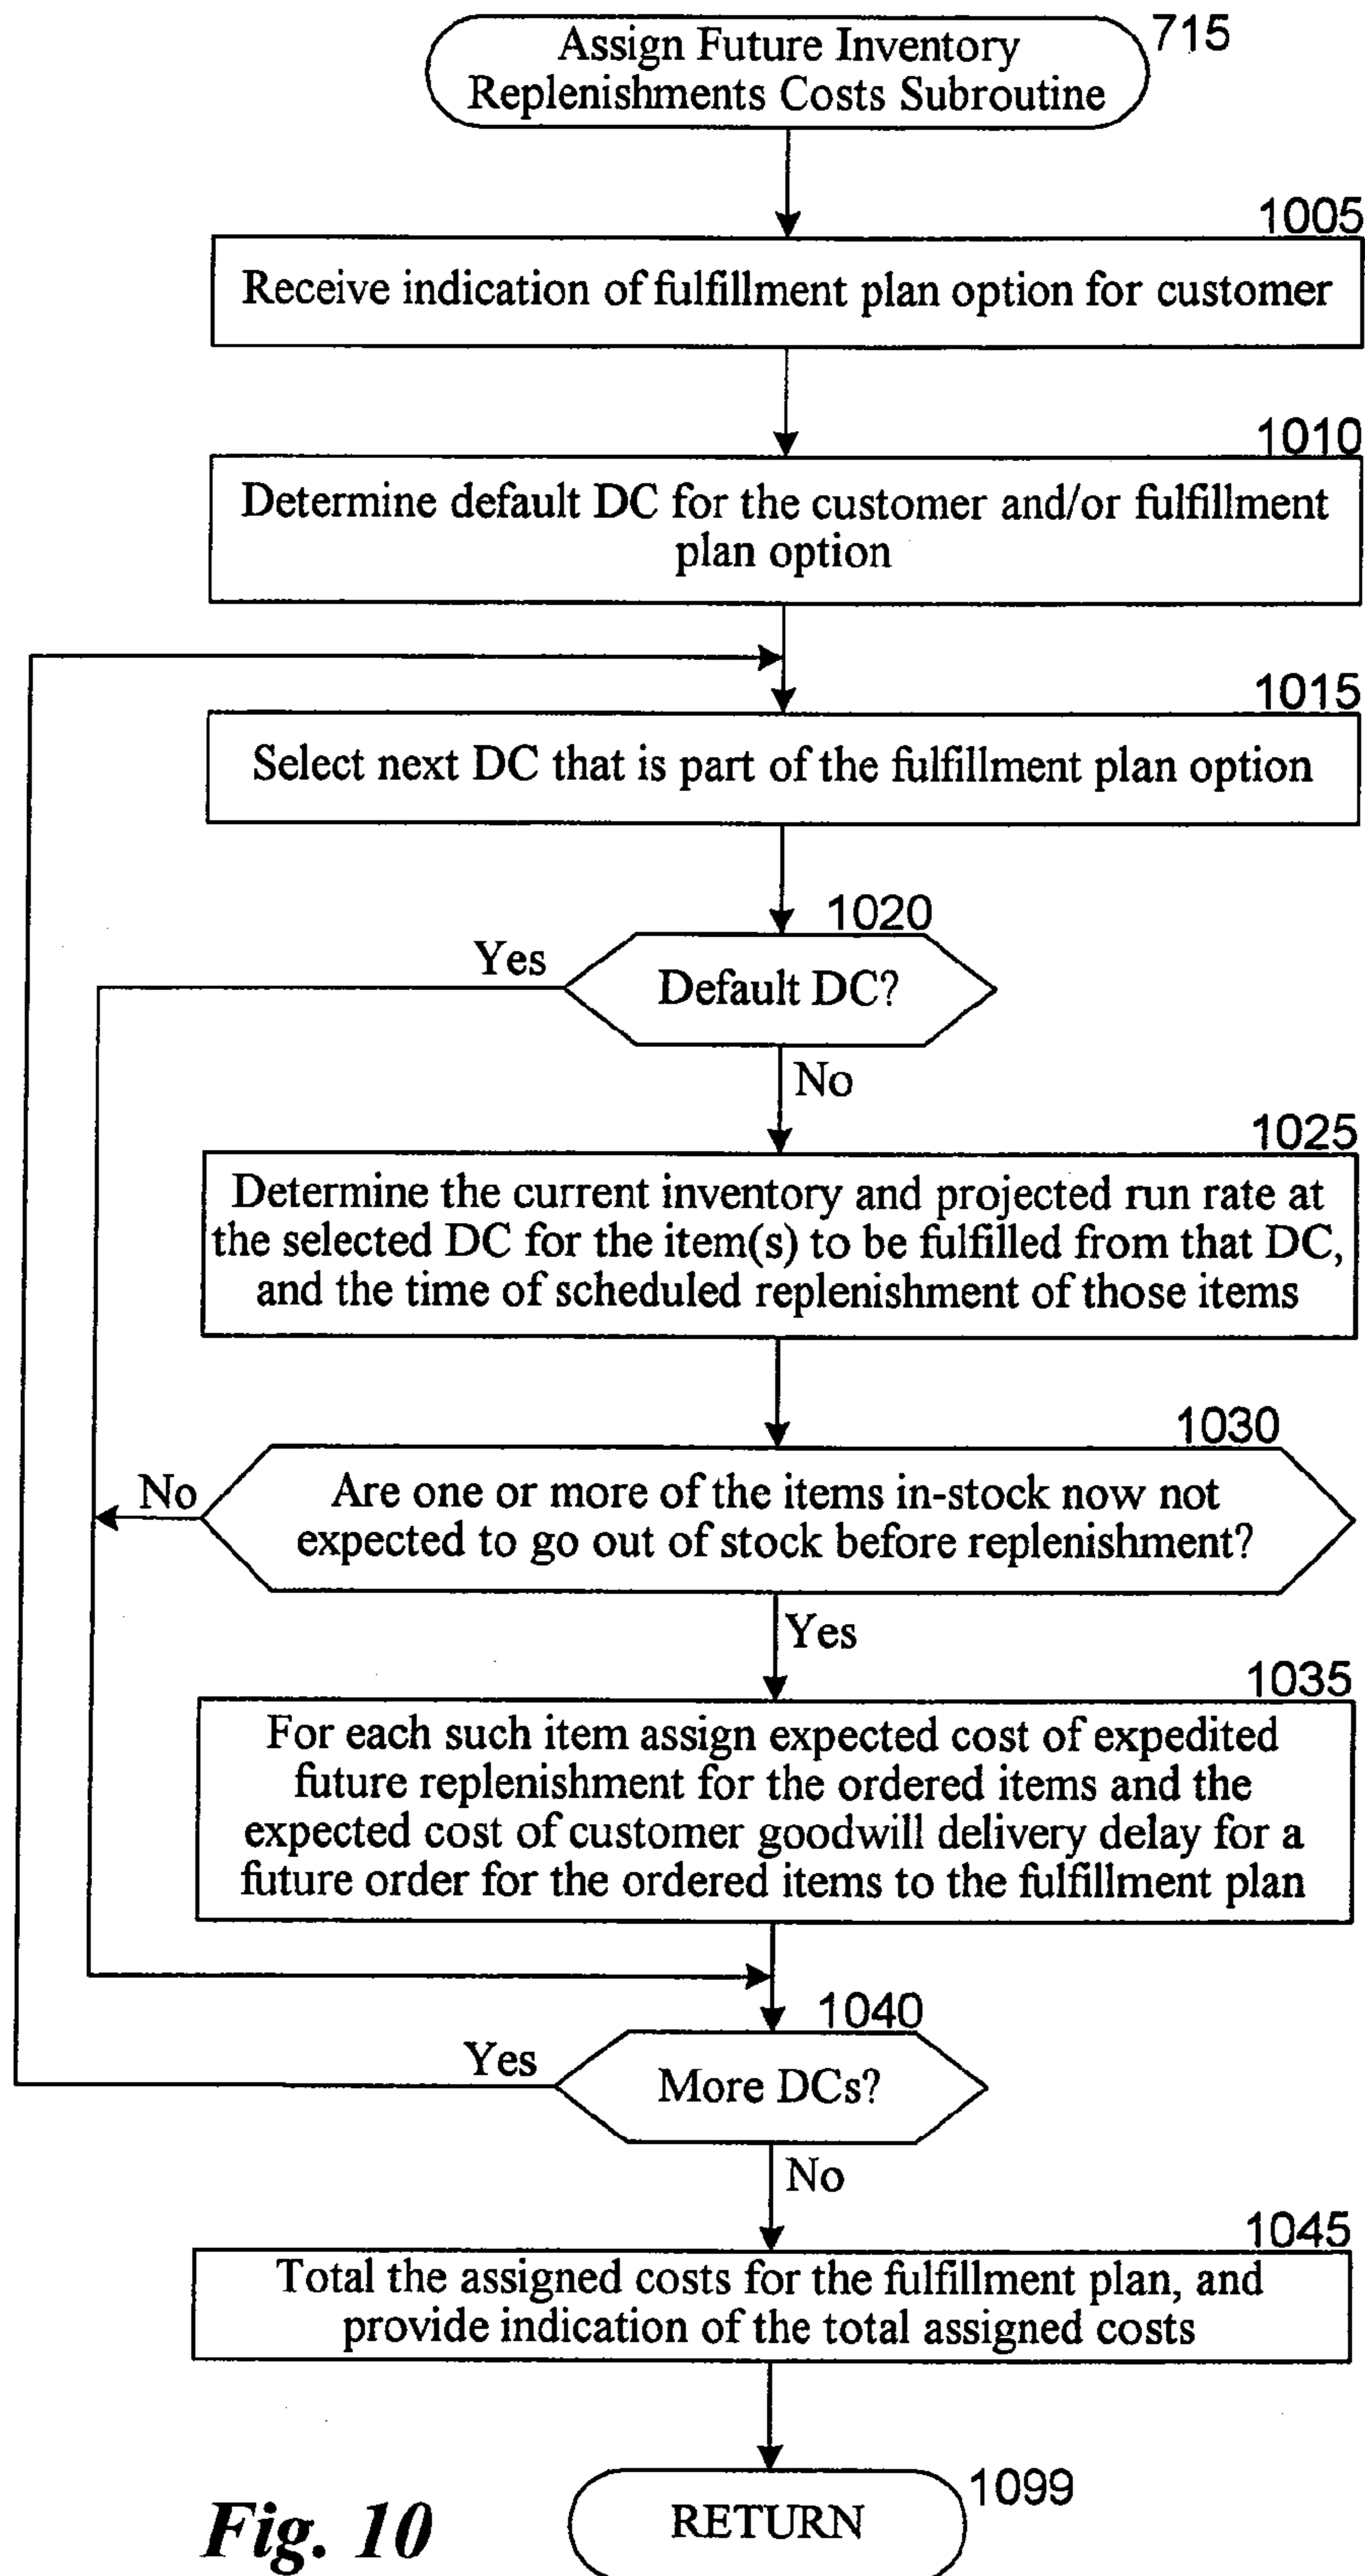 Assign Future Inventory
Replenishments Costs Subroutine
715
1005
Receive indication of fulfillment plan option for customer
1010
Determine default DC for the customer and/or fulfillment
plan option
1015
Select next DC that is part of the fulfillment plan option
1020
Yes
Default DC?
No
1025
Determine the current inventory and projected run rate at
the selected DC for the item(s) to be fulfilled from that DC,
and the time of scheduled replenishment of those items
1030
No
Are one or more of the items in-stock now not
expected to go out of stock before replenishment?
Yes
1035
For each such item assign expected cost of expedited
future replenishment for the ordered items and the
expected cost of customer goodwill delivery delay for a
future order for the ordered items to the fulfillment plan
1040
Yes
More DCs?
No
1045
Total the assigned costs for the fulfillment plan, and
provide indication of the total assigned costs
1099
RETURN
Fig. 10